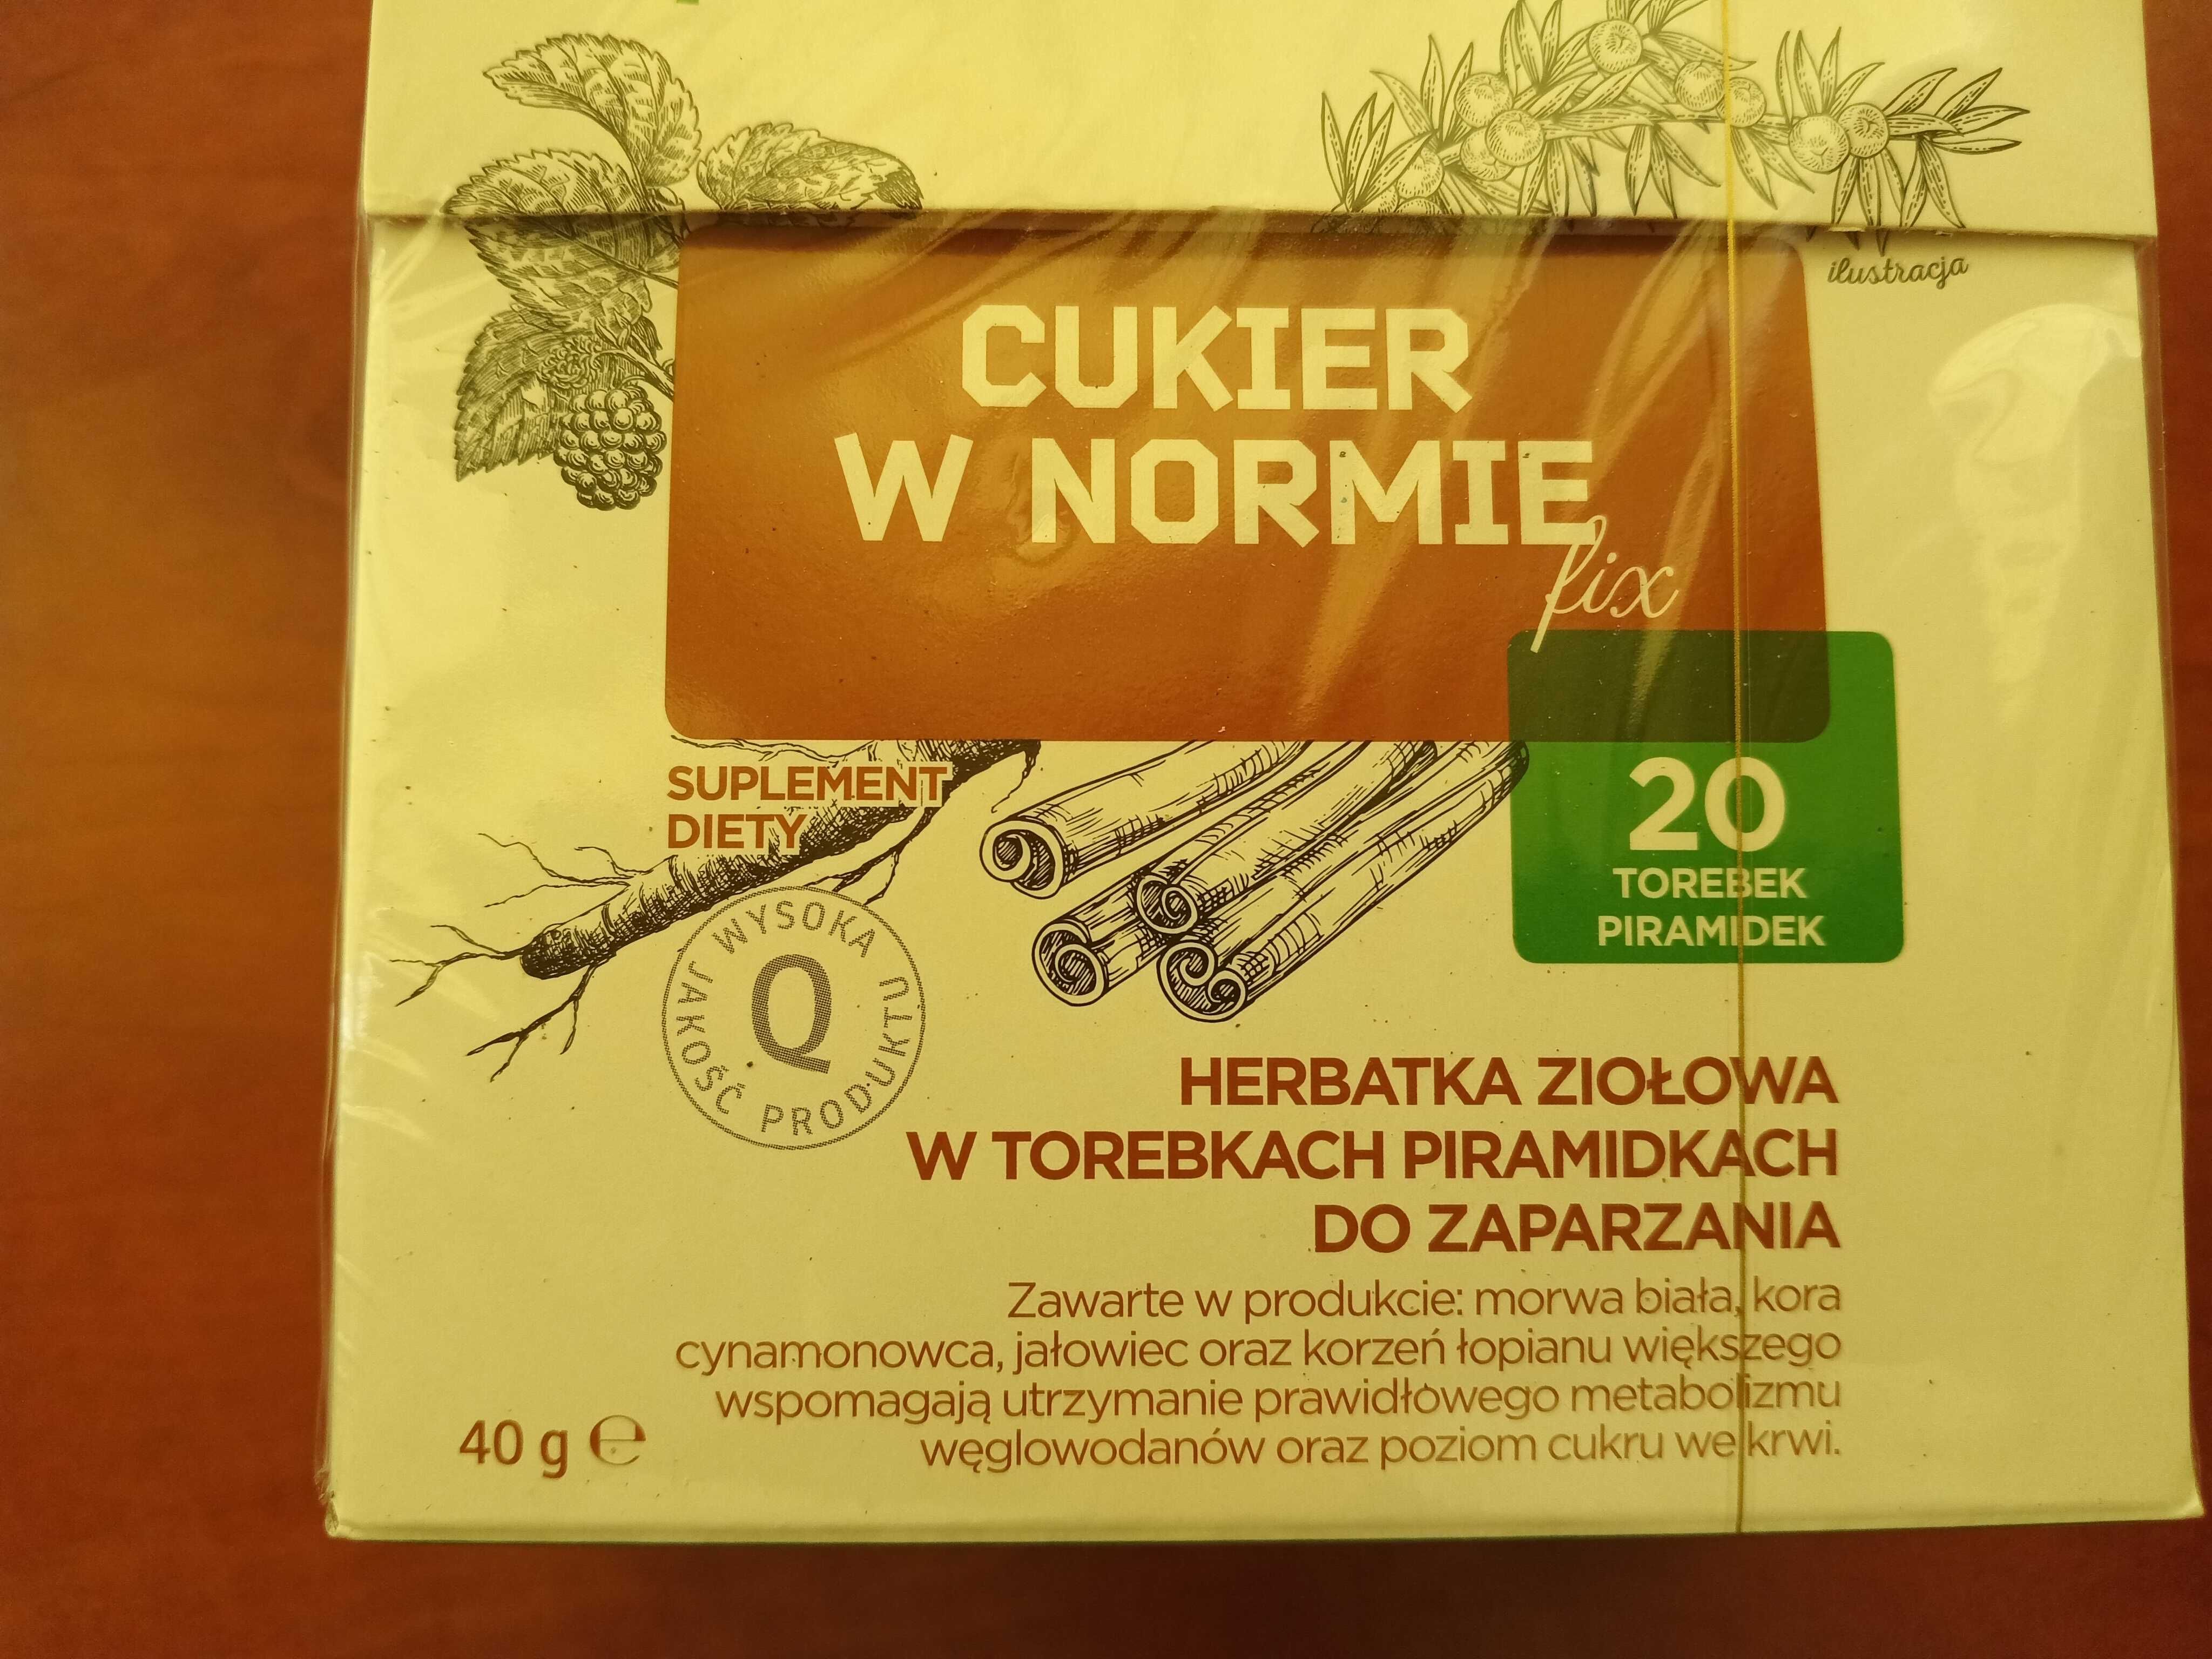 ilustracja
CUKIER
W NORMIE
fix
SUPLEMENT
DIETY
20
TOREBEK
PIRAMIDEK
WYSOKA JAKOŚĆ PRODUKTU
Q
HERBATKA ZIOŁOWA
W TOREBKACH PIRAMIDKACH
DO ZAPARZANIA
Zawarte w produkcie: morwa biała, kora
cynamonowca, jałowiec oraz korzeń łopianu większego
wspomagają utrzymanie prawidłowego metabolizmu
węglowodanów oraz poziom cukru we krwi.
40 g ℮